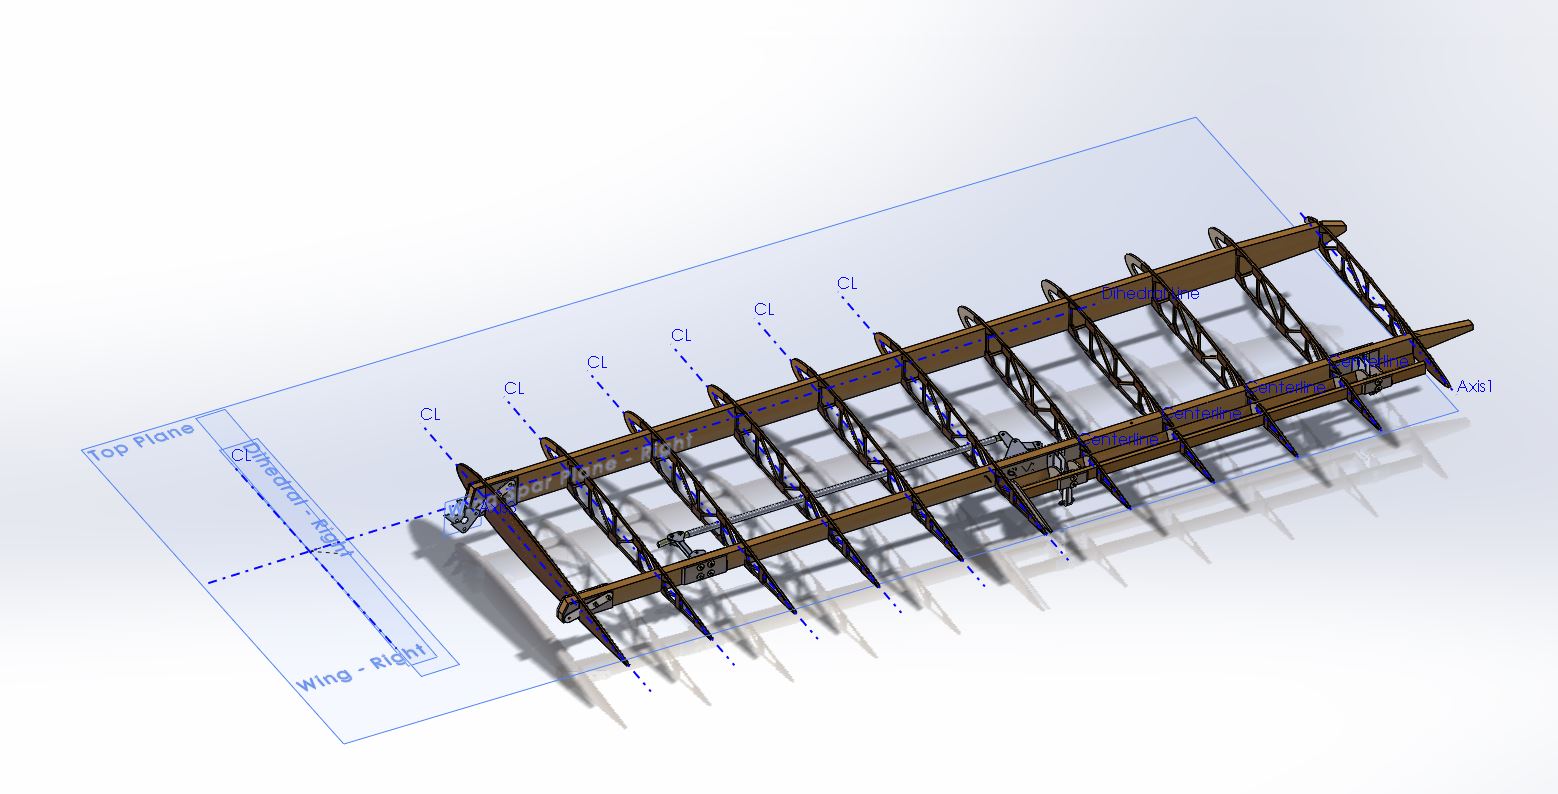 CL
CL
CL
CL
CL
CL
Dihedral line
Top Plane
CL
Dihedral - Right
Spar Plane - Right
Centerline
Centerline
Centerline
Centerline
Axis1
Wing - Right